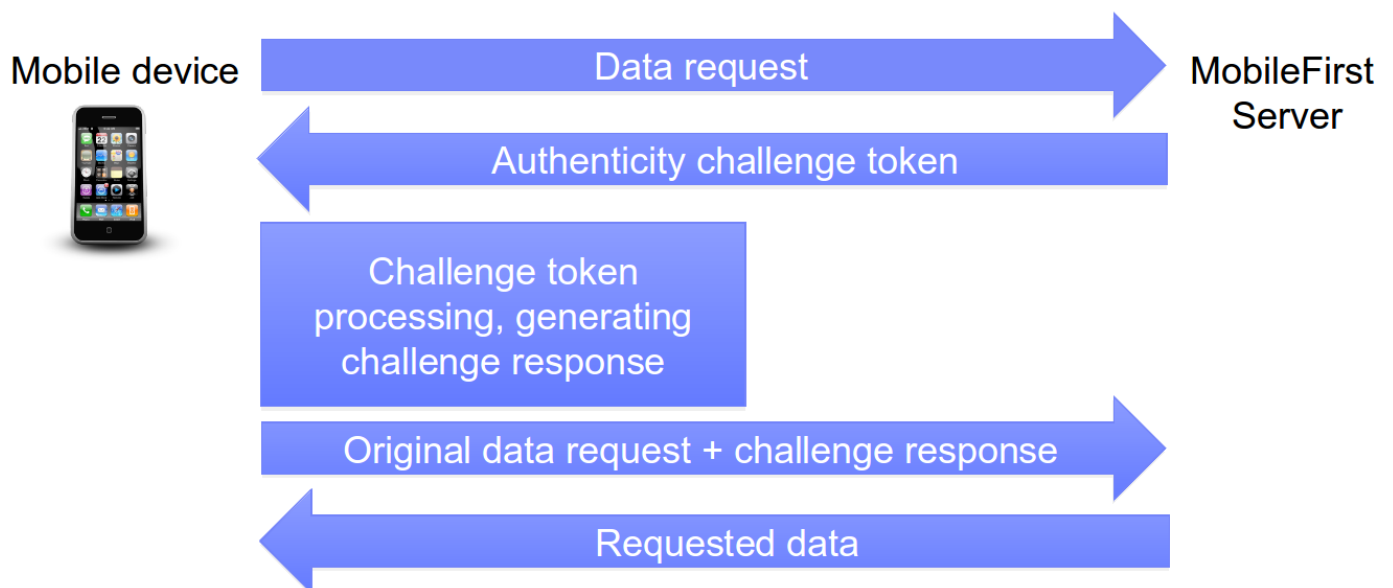 Data request
Mobile device
MobileFirst
Server
Authenticity challenge token
Challenge token
processing, generating
challenge response
Original data request + challenge response
Requested data